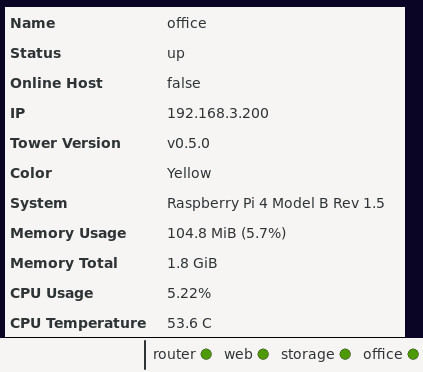 Name office
Status up
Online Host false
IP 192.168.3.200
Tower Version v0.5.0
Color Yellow
System Raspberry Pi 4 Model B Rev 1.5
Memory Usage 104.8 MiB (5.7%)
Memory Total 1.8 GiB
CPU Usage 5.22%
CPU Temperature 53.6 C
router web storage office